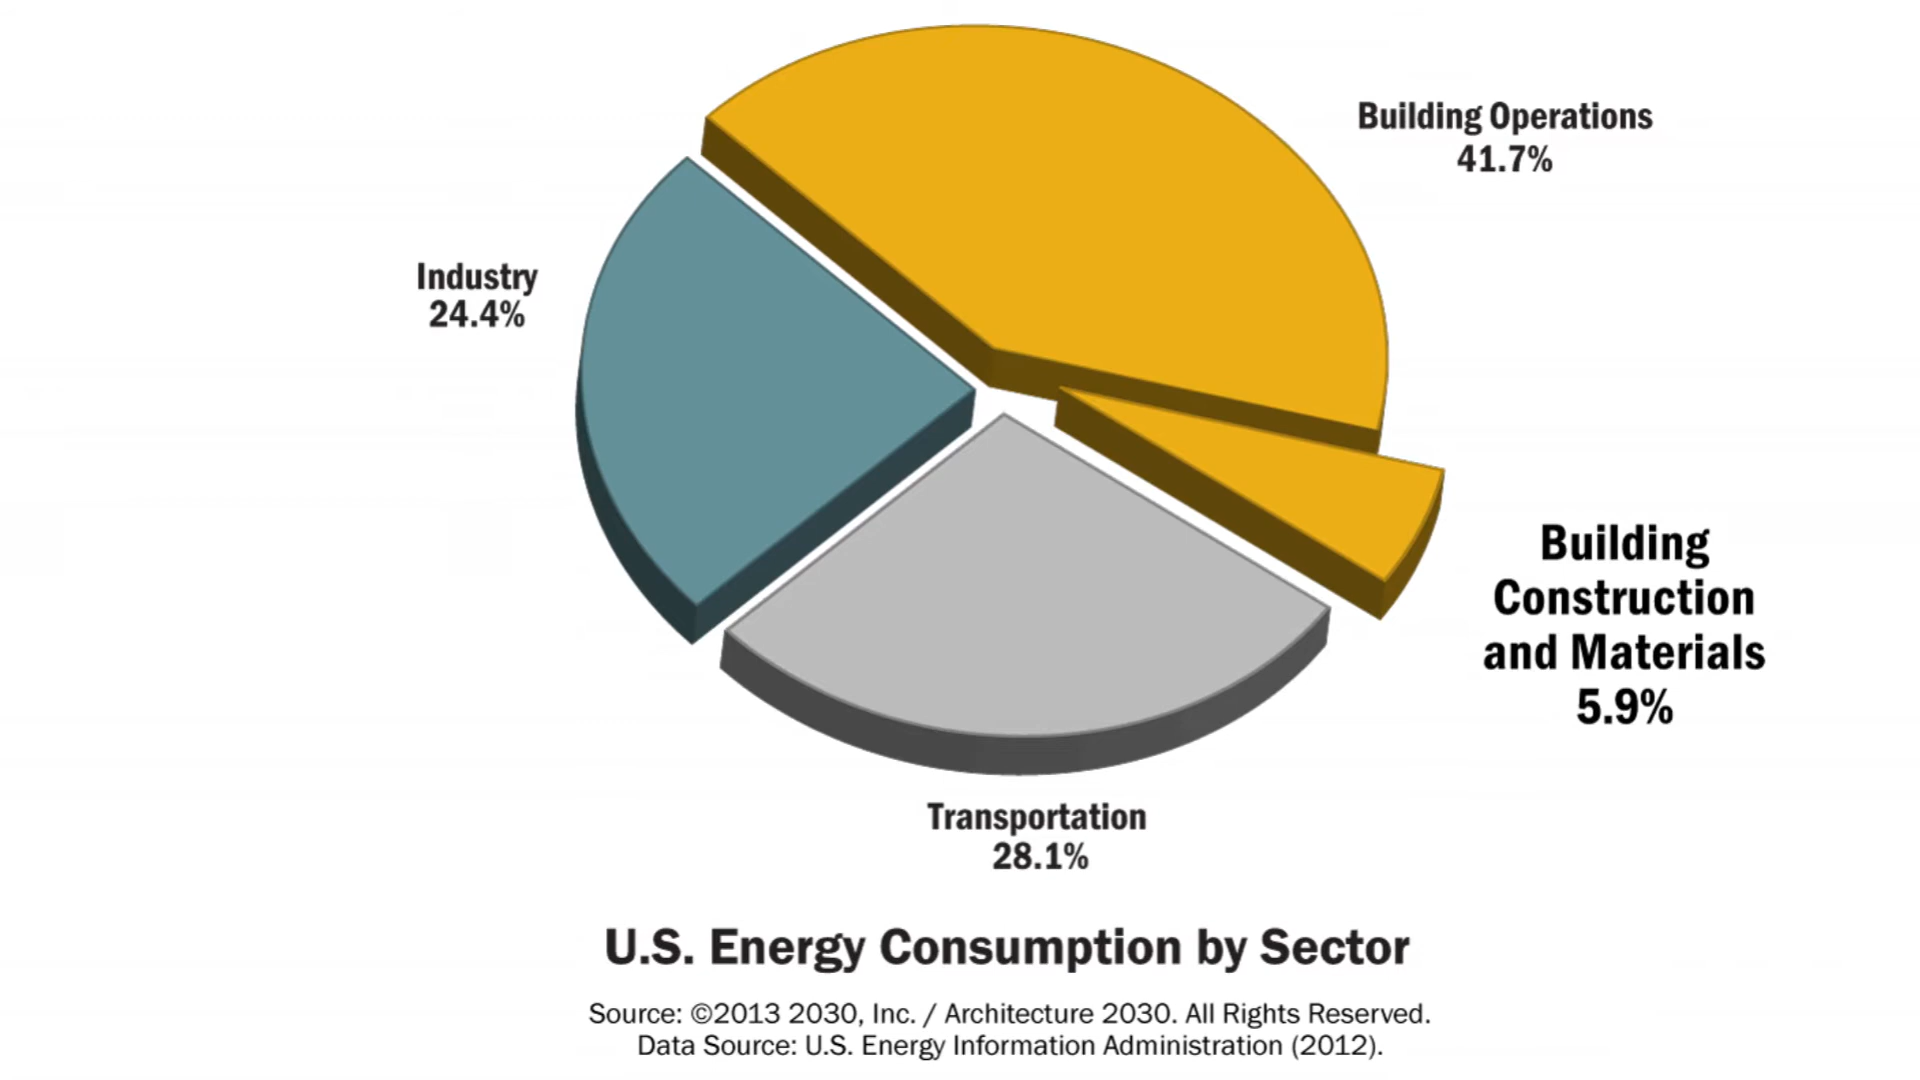 Building Operations
41.7%
Industry
24.4%
Building
Construction
and Materials
5.9%
Transportation
28.1%
U.S. Energy Consumption by Sector
Source: ©2013 2030, Inc. / Architecture 2030. All Rights Reserved.
Data Source: U.S. Energy Information Administration (2012).